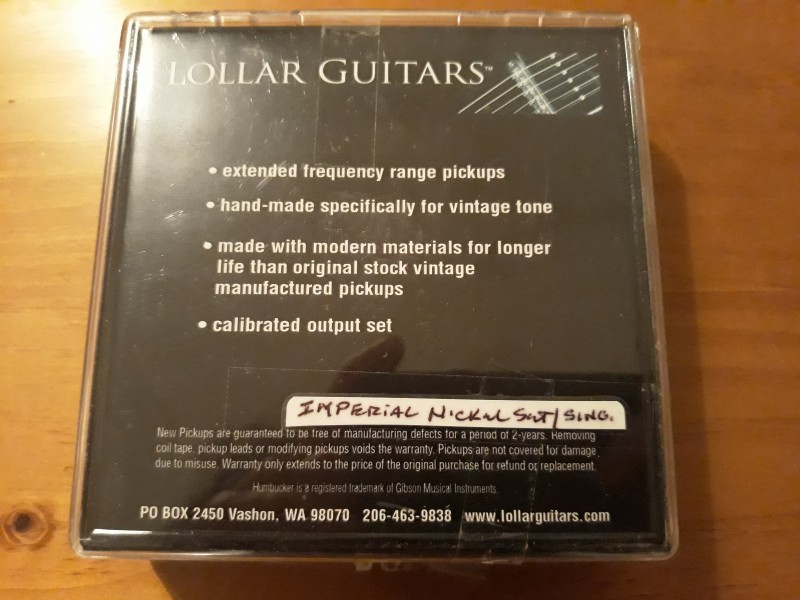 LOLLAR GUITARS™
• extended frequency range pickups
• hand-made specifically for vintage tone
• made with modern materials for longer
life than original stock vintage
manufactured pickups
• calibrated output set
IMPERIAL Nickel Set/SING.
New Pickups are guaranteed to be free of manufacturing defects for a period of 2-years. Removing
coil tape, pickup leads or modifying pickups voids the warranty. Pickups are not covered for damage
due to misuse. Warranty only extends to the price of the original purchase for refund or replacement.
Humbucker is a registered trademark of Gibson Musical Instruments.
PO BOX 2450 Vashon, WA 98070 206-463-9838 www.lollarguitars.com